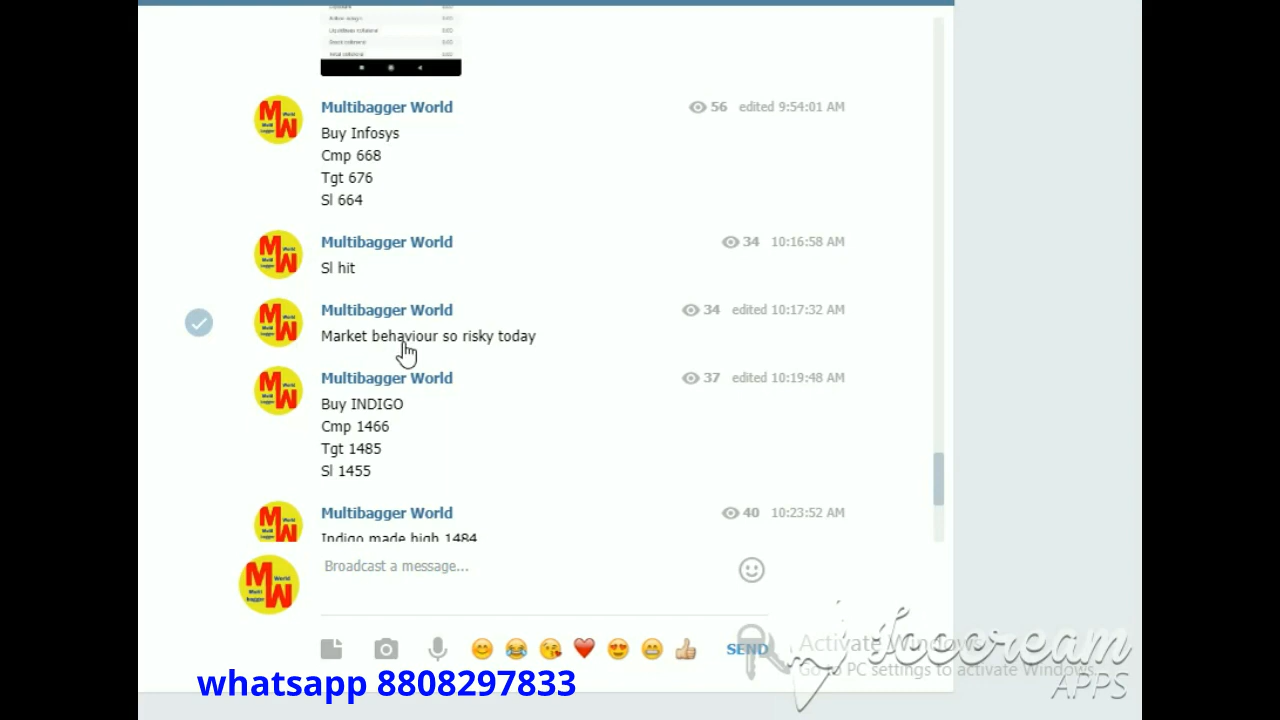 Multibagger World 56 edited 9:54:01 AM
Buy Infosys
Cmp 668
Tgt 676
Sl 664
Multibagger World 34 10:16:58 AM
Sl hit
Multibagger World 34 edited 10:17:32 AM
Market behaviour so risky today
Multibagger World 37 edited 10:19:48 AM
Buy INDIGO
Cmp 1466
Tgt 1485
Sl 1455
Multibagger World 40 10:23:52 AM
Indigo made high 1484
Broadcast a message...
SEND
Activate Windows
Go to PC settings to activate Windows.
Icecream
APPS
whatsapp 8808297833